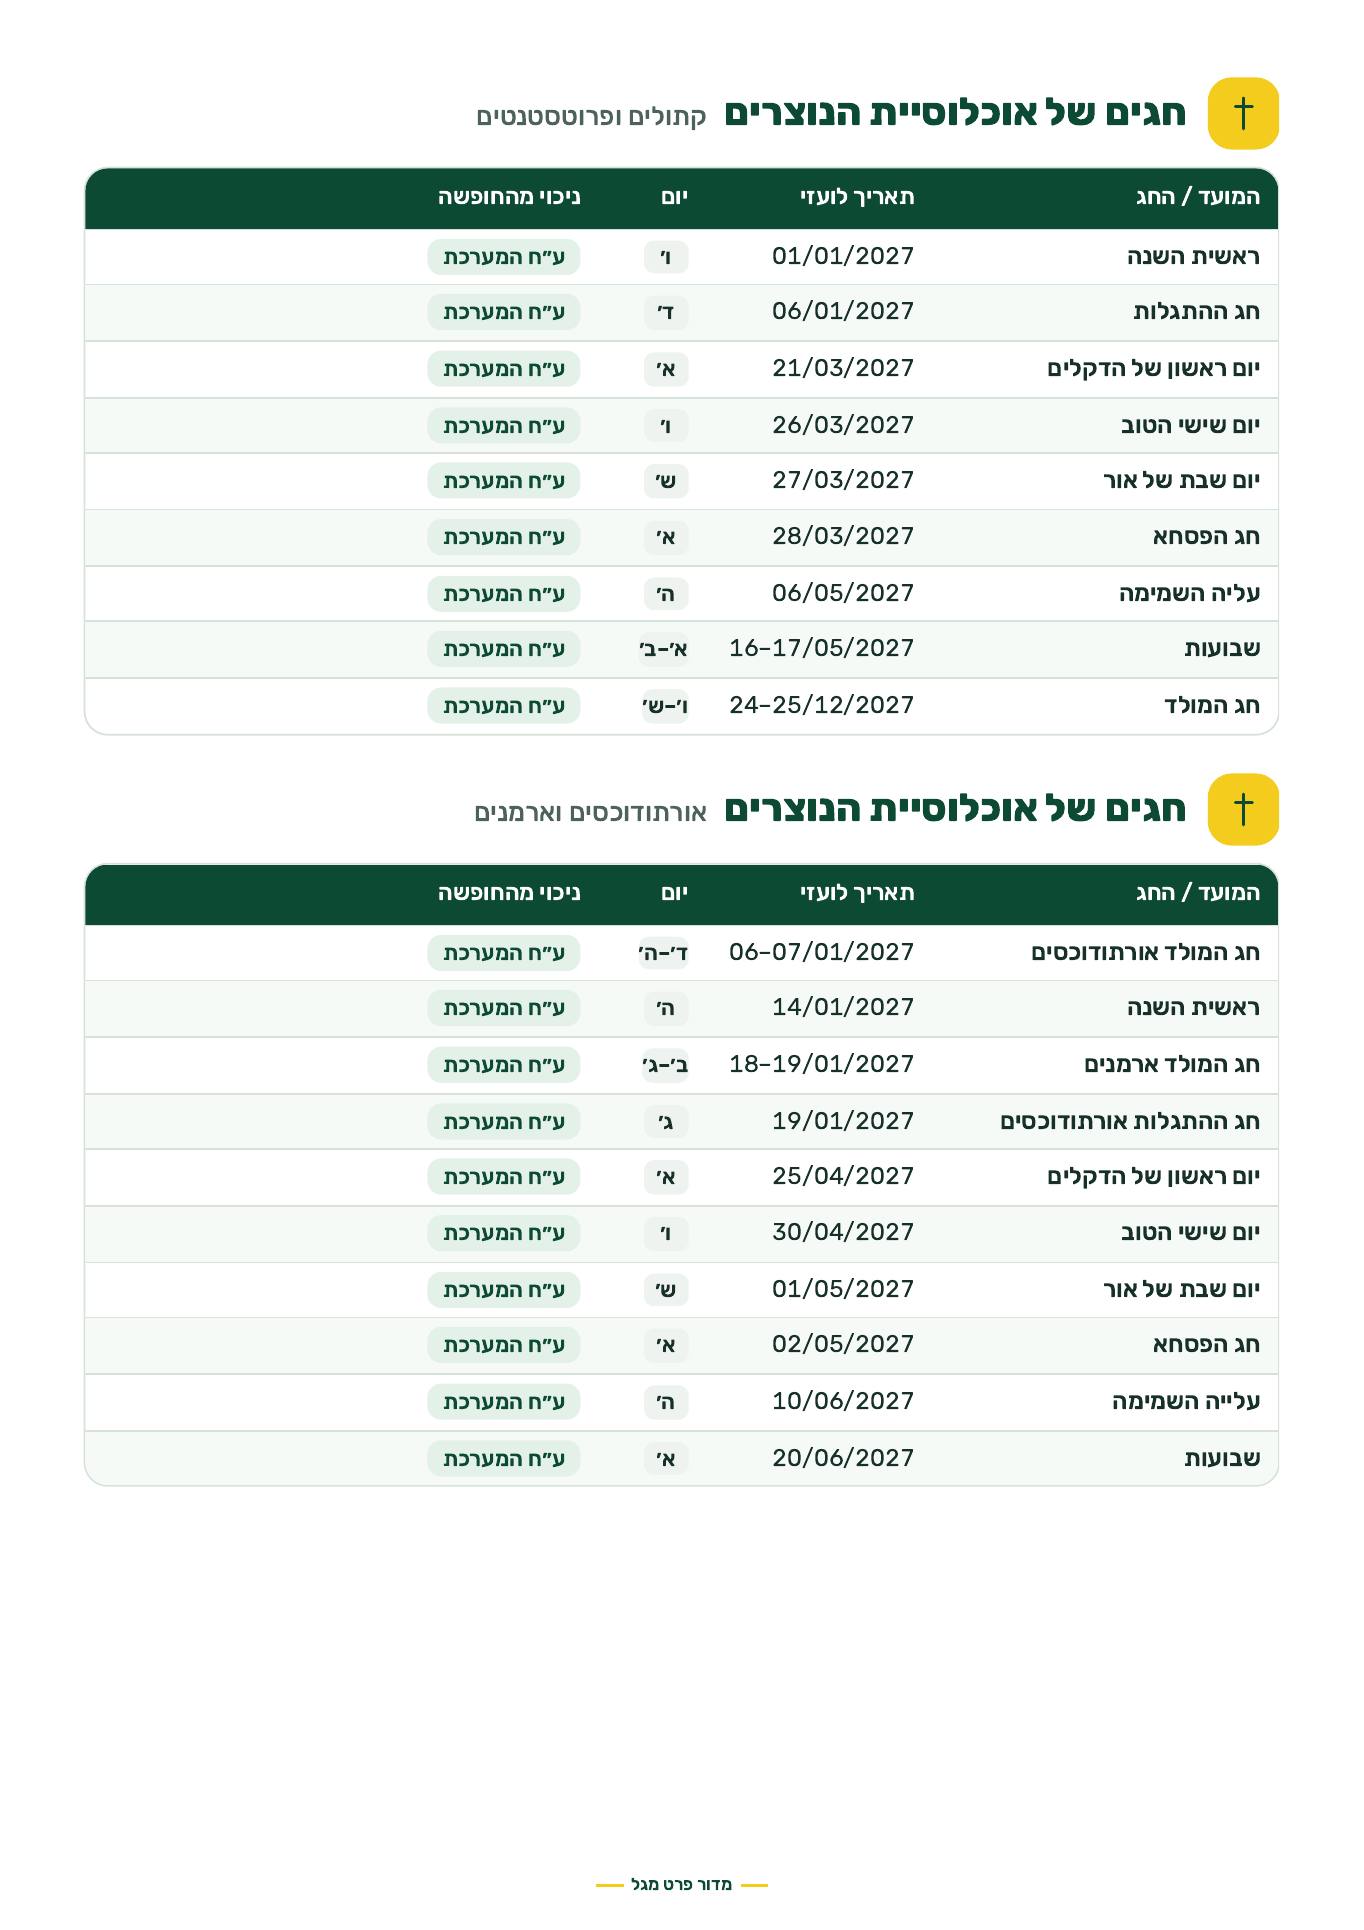 חגים של אוכלוסיית הנוצרים קתולים ופרוטסטנטים
המועד / החג תאריך לועזי יום ניכוי מהחופשה
ראשית השנה 01/01/2027 ו׳ ע״ח המערכת
חג ההתגלות 06/01/2027 ד׳ ע״ח המערכת
יום ראשון של הדקלים 21/03/2027 א׳ ע״ח המערכת
יום שישי הטוב 26/03/2027 ו׳ ע״ח המערכת
יום שבת של אור 27/03/2027 ש׳ ע״ח המערכת
חג הפסחא 28/03/2027 א׳ ע״ח המערכת
עליה השמימה 06/05/2027 ה׳ ע״ח המערכת
שבועות 16–17/05/2027 א׳–ב׳ ע״ח המערכת
חג המולד 24–25/12/2027 ו׳–ש׳ ע״ח המערכת
חגים של אוכלוסיית הנוצרים אורתודוכסים וארמנים
המועד / החג תאריך לועזי יום ניכוי מהחופשה
חג המולד אורתודוכסים 06–07/01/2027 ד׳–ה׳ ע״ח המערכת
ראשית השנה 14/01/2027 ה׳ ע״ח המערכת
חג המולד ארמנים 18–19/01/2027 ב׳–ג׳ ע״ח המערכת
חג ההתגלות אורתודוכסים 19/01/2027 ג׳ ע״ח המערכת
יום ראשון של הדקלים 25/04/2027 א׳ ע״ח המערכת
יום שישי הטוב 30/04/2027 ו׳ ע״ח המערכת
יום שבת של אור 01/05/2027 ש׳ ע״ח המערכת
חג הפסחא 02/05/2027 א׳ ע״ח המערכת
עלייה השמימה 10/06/2027 ה׳ ע״ח המערכת
שבועות 20/06/2027 א׳ ע״ח המערכת
מדור פרט מגל